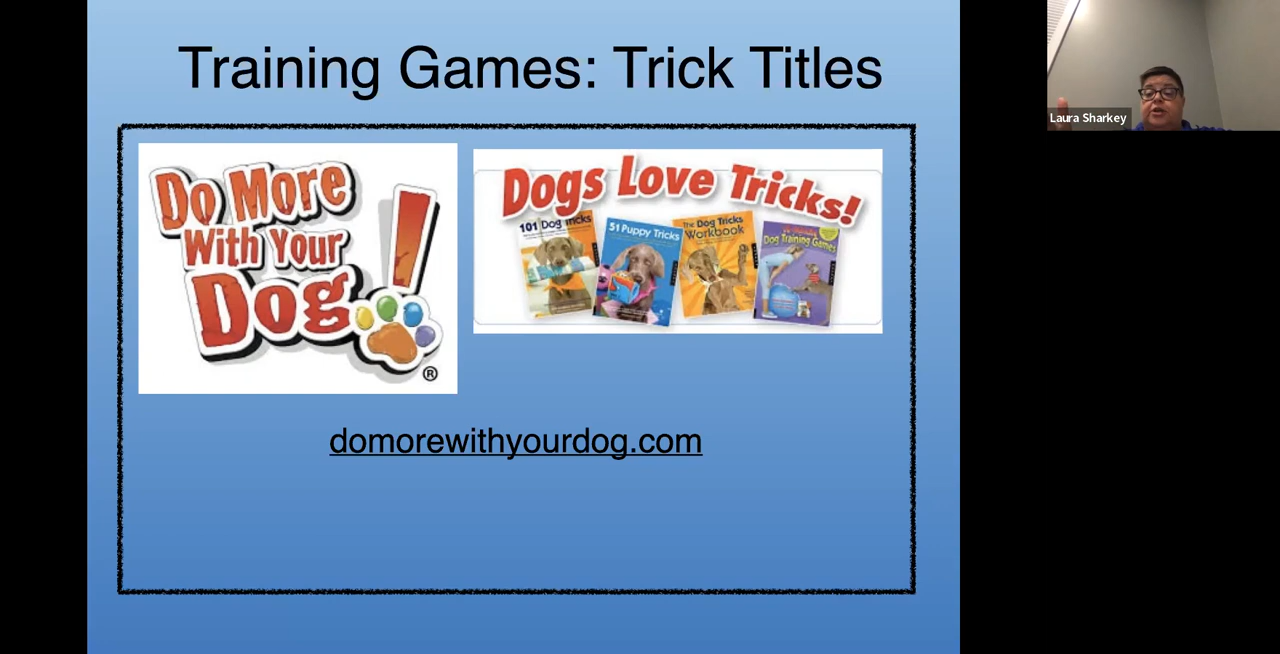 Training Games: Trick Titles
Do More
With Your
Dog!
®
Dogs Love Tricks!
101 Dog Tricks
51 Puppy Tricks
The Dog Tricks
Workbook
Dog Training Games
domorewithyourdog.com
Laura Sharkey